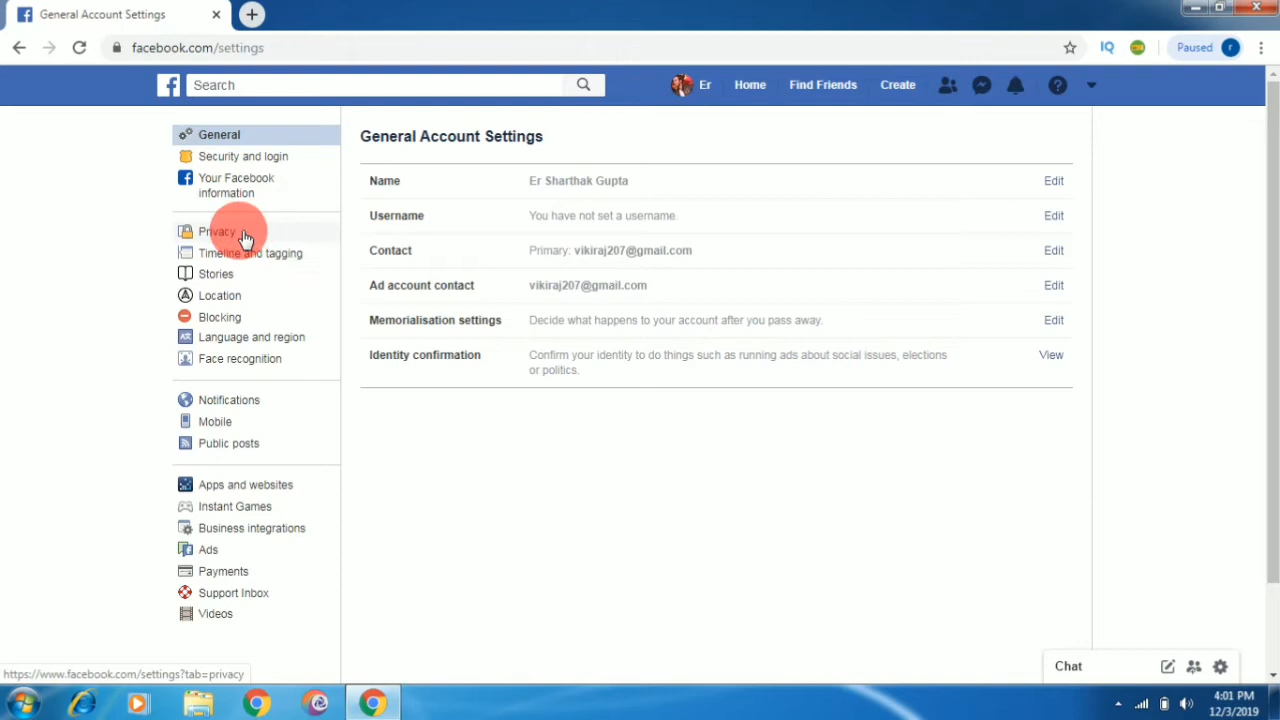 General Account Settings
facebook.com/settings
IQ
Paused
r
Search
Er
Home
Find Friends
Create
General
Security and login
Your Facebook
information
Privacy
Timeline and tagging
Stories
Location
Blocking
Language and region
Face recognition
Notifications
Mobile
Public posts
Apps and websites
Instant Games
Business integrations
Ads
Payments
Support Inbox
Videos
General Account Settings
Name Er Sharthak Gupta Edit
Username You have not set a username. Edit
Contact Primary: vikiraj207@gmail.com Edit
Ad account contact vikiraj207@gmail.com Edit
Memorialisation settings Decide what happens to your account after you pass away. Edit
Identity confirmation Confirm your identity to do things such as running ads about social issues, elections View
or politics.
Chat
https://www.facebook.com/settings?tab=privacy
4:01 PM
12/3/2019